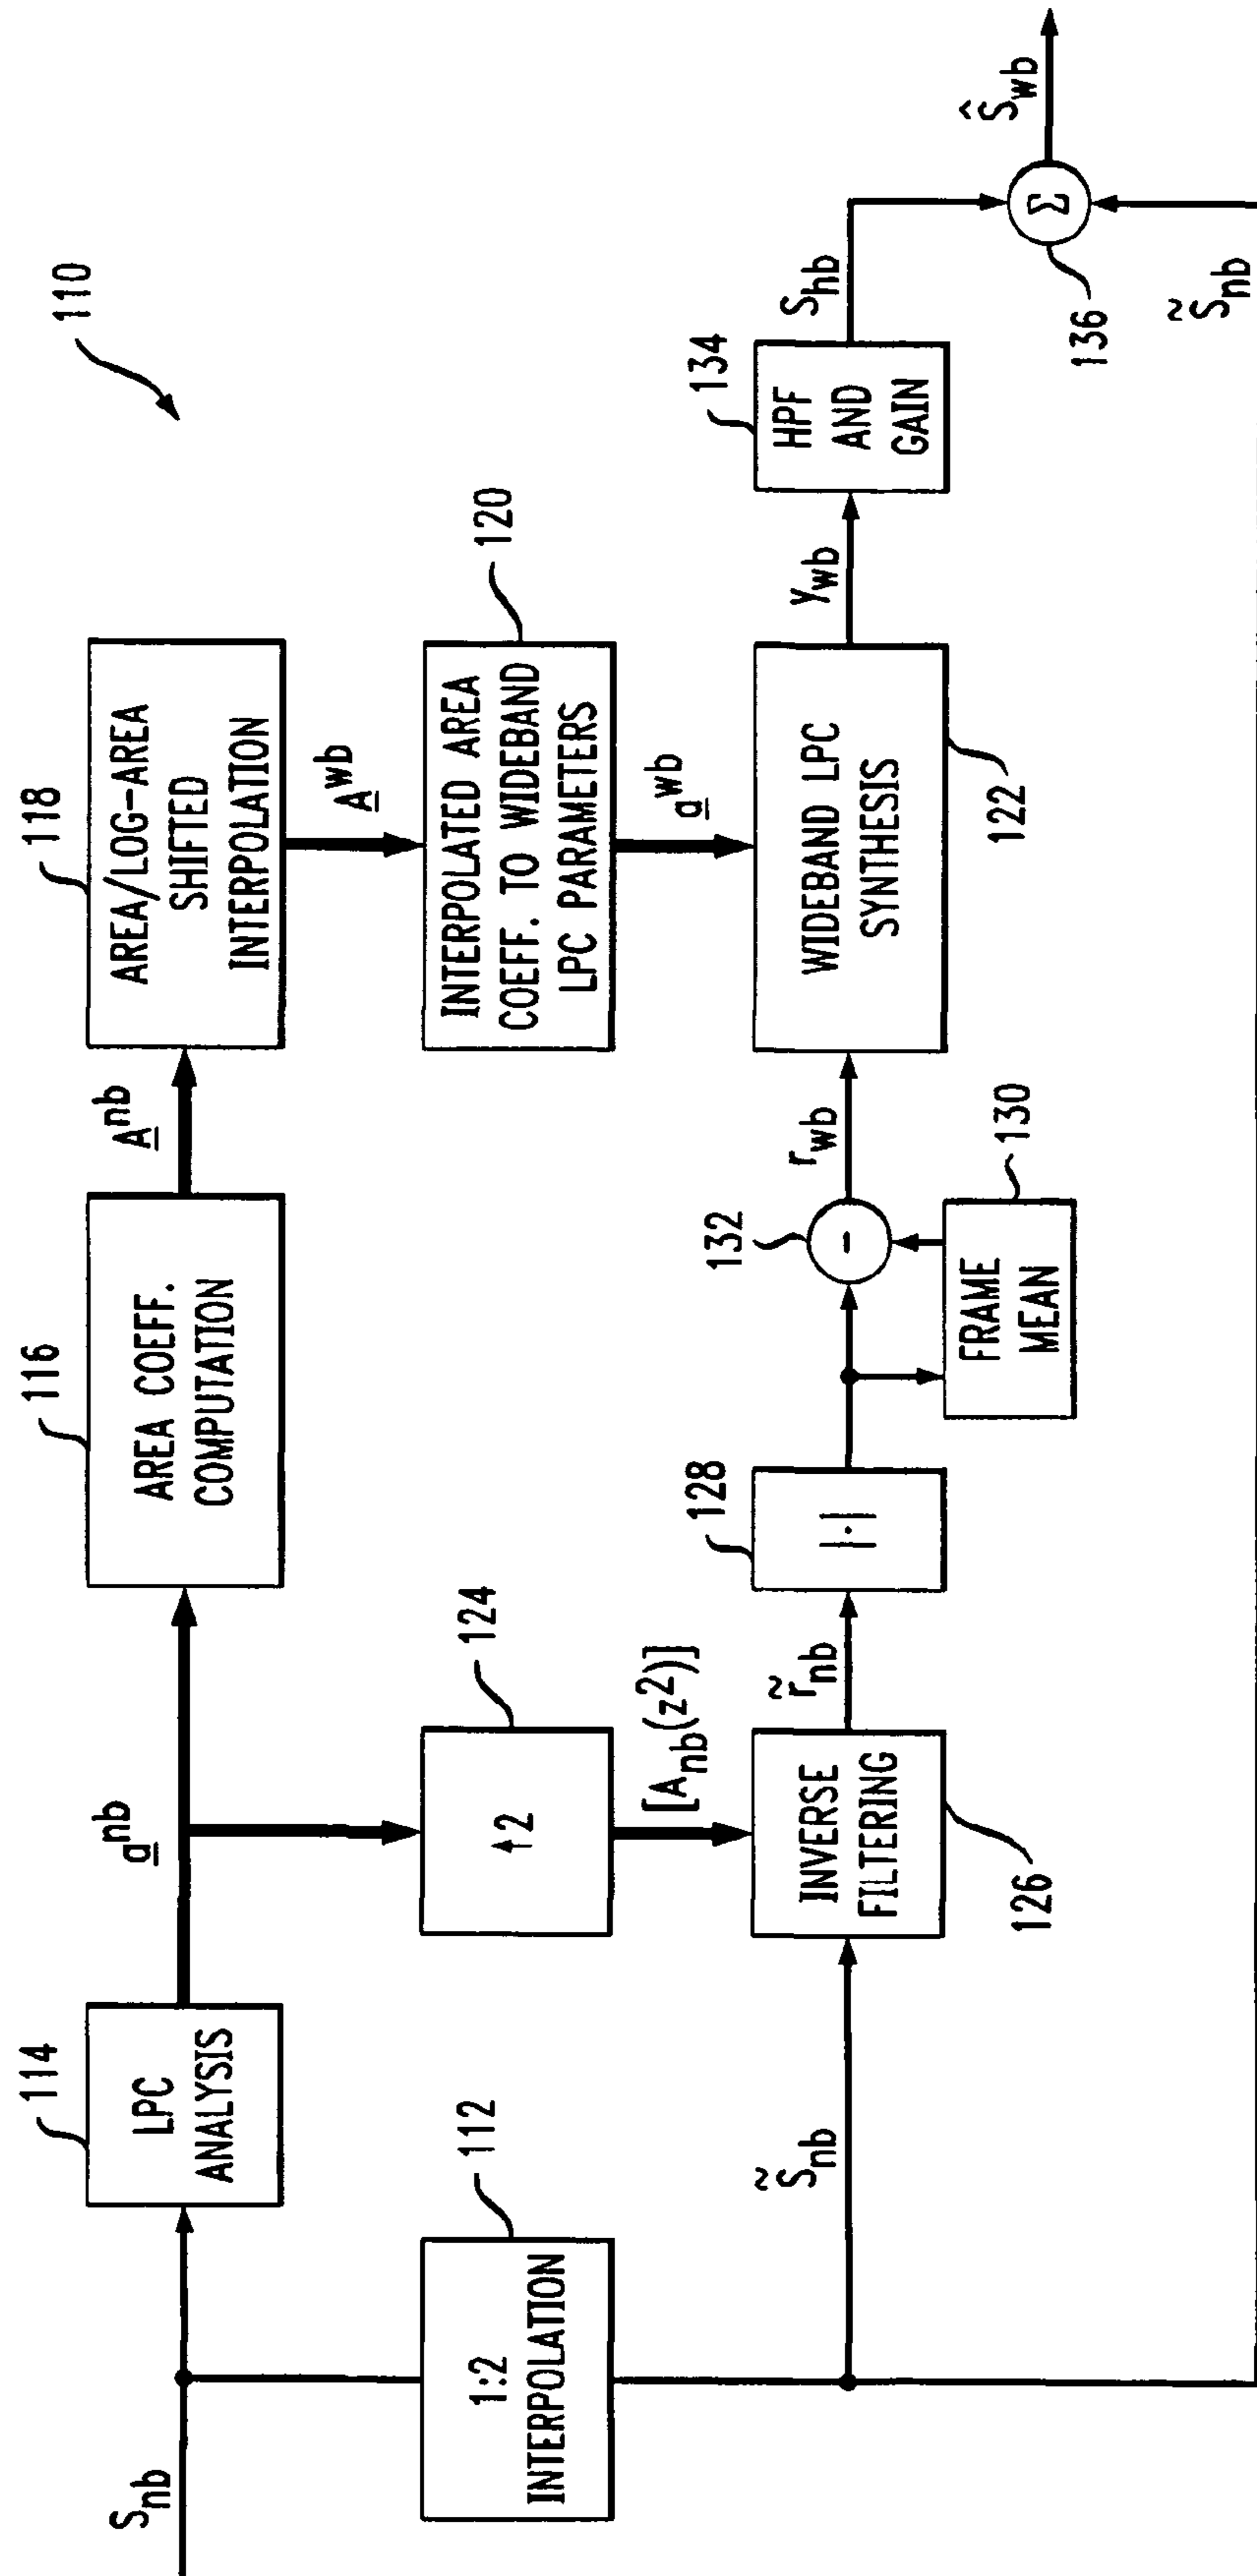 110
S_nb
114
LPC
ANALYSIS
a^nb
116
AREA COEFF.
COMPUTATION
A^nb
118
AREA/LOG-AREA
SHIFTED
INTERPOLATION
A^wb
112
1:2
INTERPOLATION
124
↑2
[A_nb(z²)]
120
INTERPOLATED AREA
COEFF. TO WIDEBAND
LPC PARAMETERS
a^wb
S̃_nb
INVERSE
FILTERING
126
r̃_nb
128
|·|
132
-
r_wb
FRAME
MEAN
130
WIDEBAND LPC
SYNTHESIS
122
y_wb
134
HPF
AND
GAIN
S_hb
Σ
136
Ŝ_wb
S̃_nb